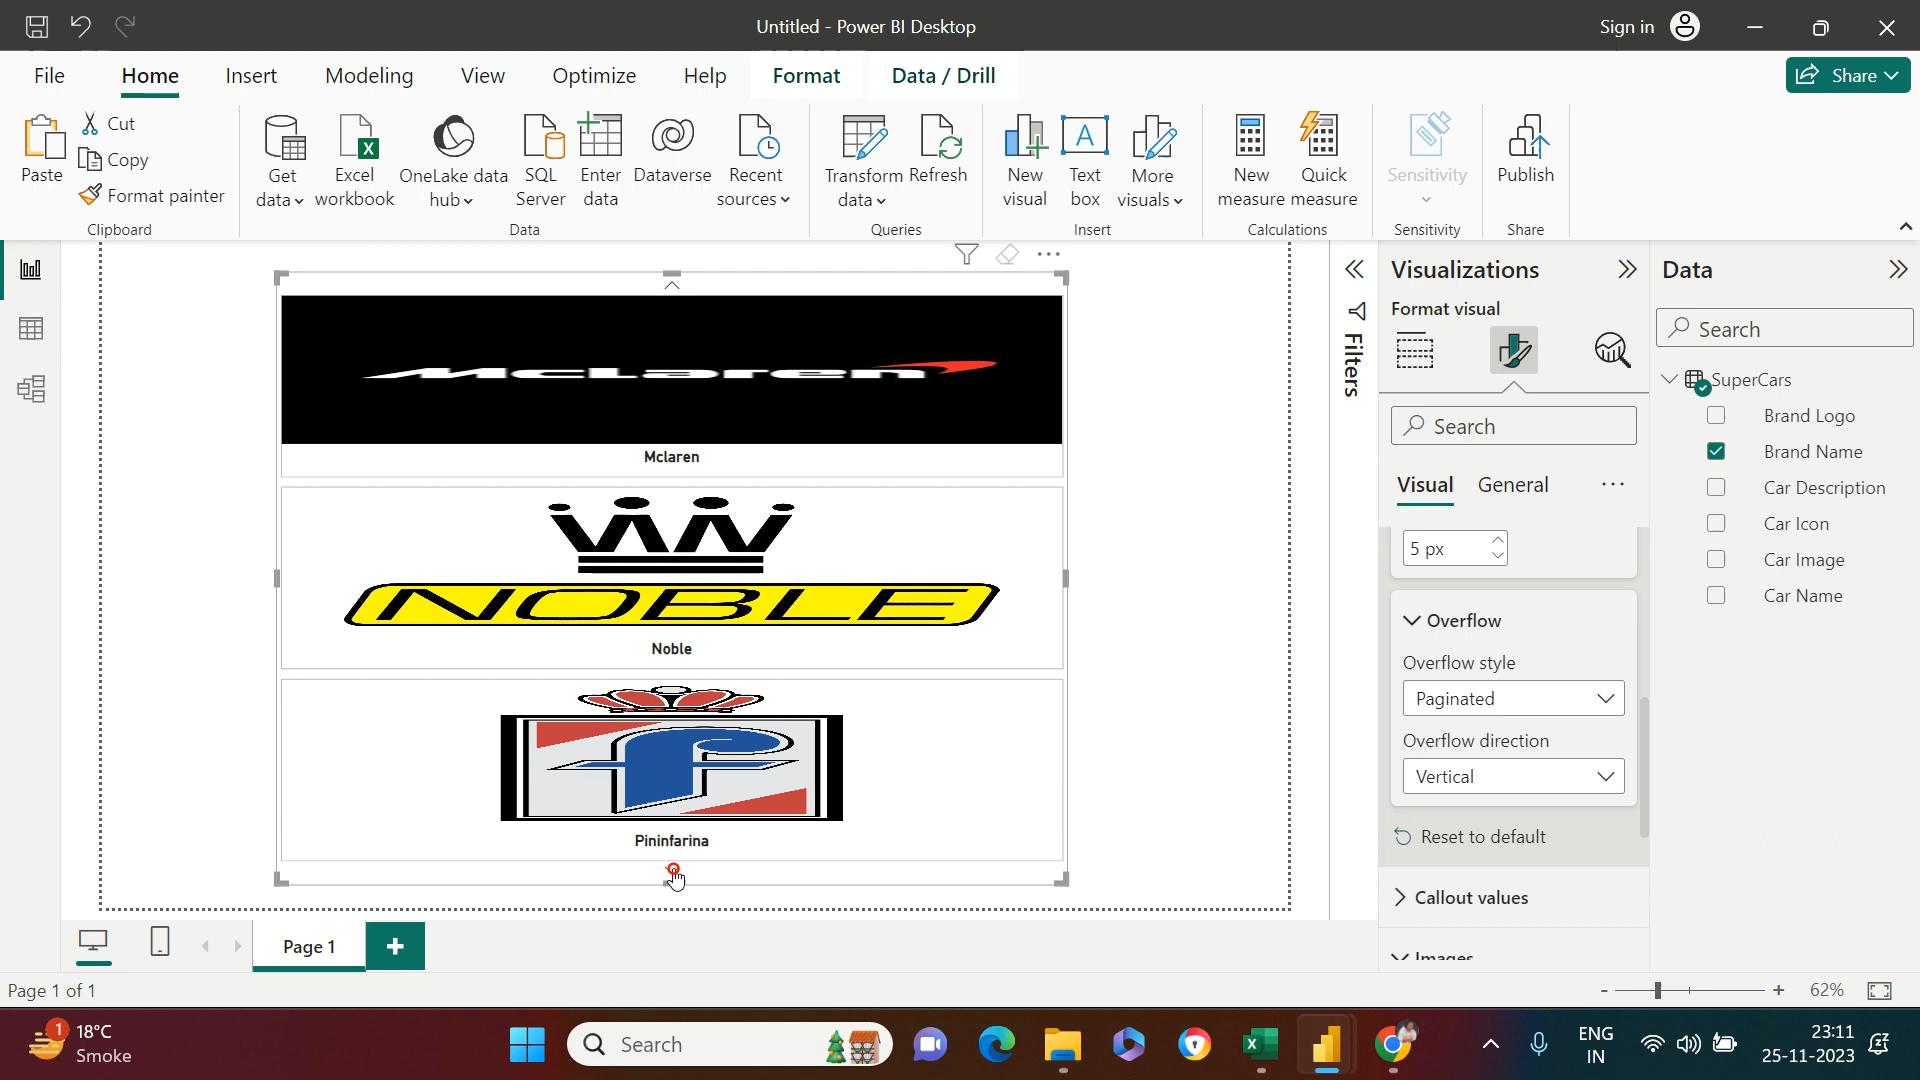 Untitled - Power BI Desktop
Sign in
File
Home
Insert
Modeling
View
Optimize
Help
Format
Data / Drill
Share
Paste
Cut
Copy
Format painter
Clipboard
Get data
Excel workbook
OneLake data hub
SQL Server
Enter data
Dataverse
Recent sources
Data
Transform data
Refresh
Queries
New visual
Text box
More visuals
Insert
New measure
Quick measure
Calculations
Sensitivity
Sensitivity
Publish
Share
McLaren
Mclaren
NOBLE
Noble
Pininfarina
Filters
Visualizations
Format visual
Search
Visual
General
5 px
Overflow
Overflow style
Paginated
Overflow direction
Vertical
Reset to default
Callout values
Images
Data
Search
SuperCars
Brand Logo
Brand Name
Car Description
Car Icon
Car Image
Car Name
Page 1
Page 1 of 1
- + 62%
1
18°C
Smoke
Search
ENG
IN
23:11
25-11-2023